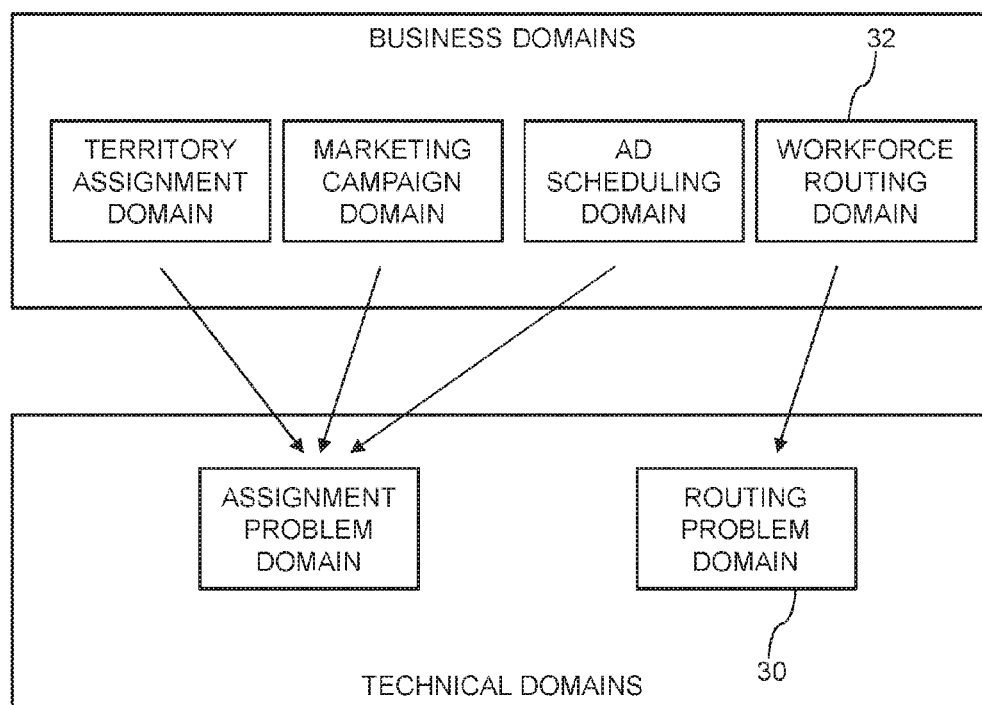 BUSINESS DOMAINS
32
TERRITORY
ASSIGNMENT
DOMAIN
MARKETING
CAMPAIGN
DOMAIN
AD
SCHEDULING
DOMAIN
WORKFORCE
ROUTING
DOMAIN
ASSIGNMENT
PROBLEM
DOMAIN
ROUTING
PROBLEM
DOMAIN
30
TECHNICAL DOMAINS